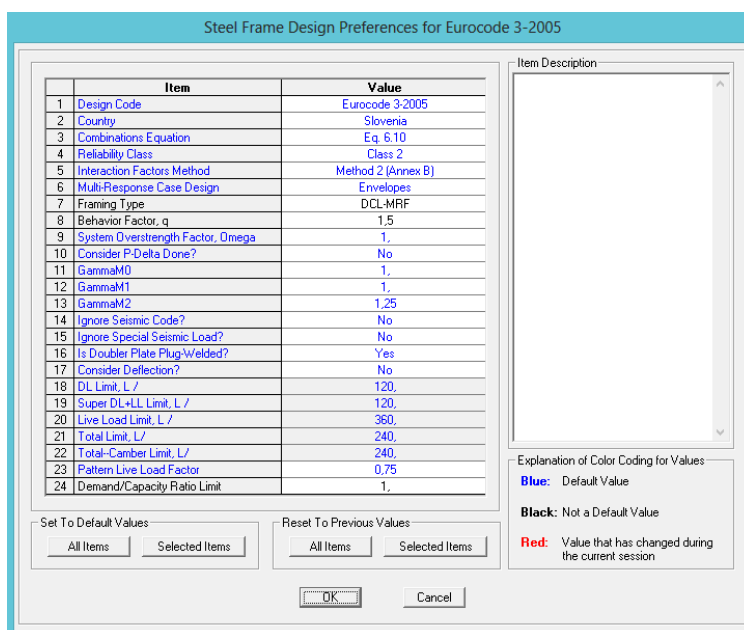 Steel Frame Design Preferences for Eurocode 3-2005
Item Value
1 Design Code Eurocode 3-2005
2 Country Slovenia
3 Combinations Equation Eq. 6.10
4 Reliability Class Class 2
5 Interaction Factors Method Method 2 (Annex B)
6 Multi-Response Case Design Envelopes
7 Framing Type DCL-MRF
8 Behavior Factor, q 1,5
9 System Overstrength Factor, Omega 1,
10 Consider P-Delta Done? No
11 GammaM0 1,
12 GammaM1 1,
13 GammaM2 1,25
14 Ignore Seismic Code? No
15 Ignore Special Seismic Load? No
16 Is Doubler Plate Plug-Welded? Yes
17 Consider Deflection? No
18 DL Limit, L / 120,
19 Super DL+LL Limit, L / 120,
20 Live Load Limit, L / 360,
21 Total Limit, L/ 240,
22 Total--Camber Limit, L/ 240,
23 Pattern Live Load Factor 0,75
24 Demand/Capacity Ratio Limit 1,
Item Description
Explanation of Color Coding for Values
Blue: Default Value
Black: Not a Default Value
Red: Value that has changed during
the current session
Set To Default Values
All Items Selected Items
Reset To Previous Values
All Items Selected Items
OK Cancel